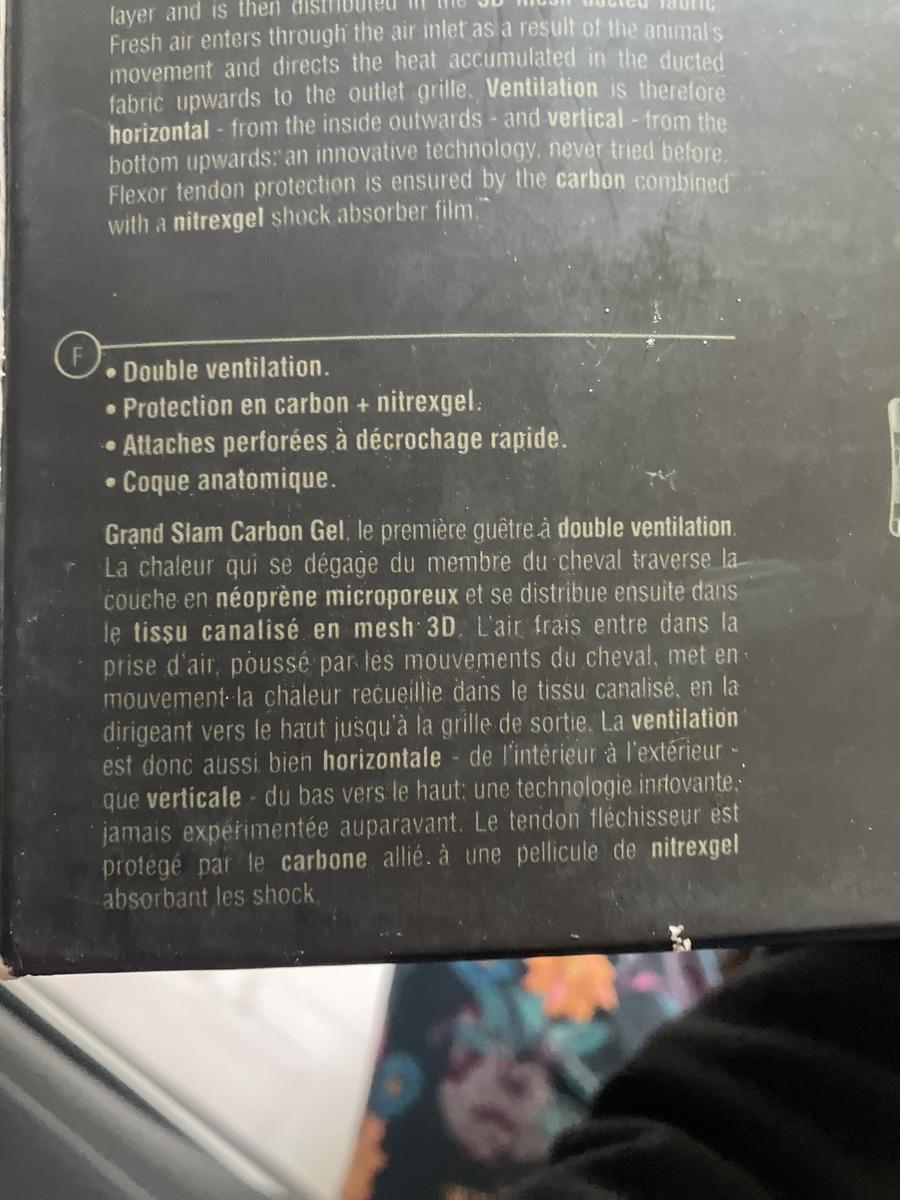 layer and is then distributed in the 3D mesh ducted fabric.
Fresh air enters through the air inlet as a result of the animal's
movement and directs the heat accumulated in the ducted
fabric upwards to the outlet grille. Ventilation is therefore
horizontal - from the inside outwards - and vertical - from the
bottom upwards: an innovative technology, never tried before.
Flexor tendon protection is ensured by the carbon combined
with a nitrexgel shock absorber film.
F
• Double ventilation.
• Protection en carbon + nitrexgel.
• Attaches perforées à décrochage rapide.
• Coque anatomique.
Grand Slam Carbon Gel, le première guêtre à double ventilation.
La chaleur qui se dégage du membre du cheval traverse la
couche en néoprène microporeux et se distribue ensuite dans
le tissu canalisé en mesh 3D. L'air frais entre dans la
prise d'air, poussé par les mouvements du cheval, met en
mouvement la chaleur recueillie dans le tissu canalisé, en la
dirigeant vers le haut jusqu'à la grille de sortie. La ventilation
est donc aussi bien horizontale - de l'intérieur à l'extérieur -
que verticale - du bas vers le haut: une technologie innovante,
jamais expérimentée auparavant. Le tendon fléchisseur est
protégé par le carbone allié à une pellicule de nitrexgel
absorbant les shock.